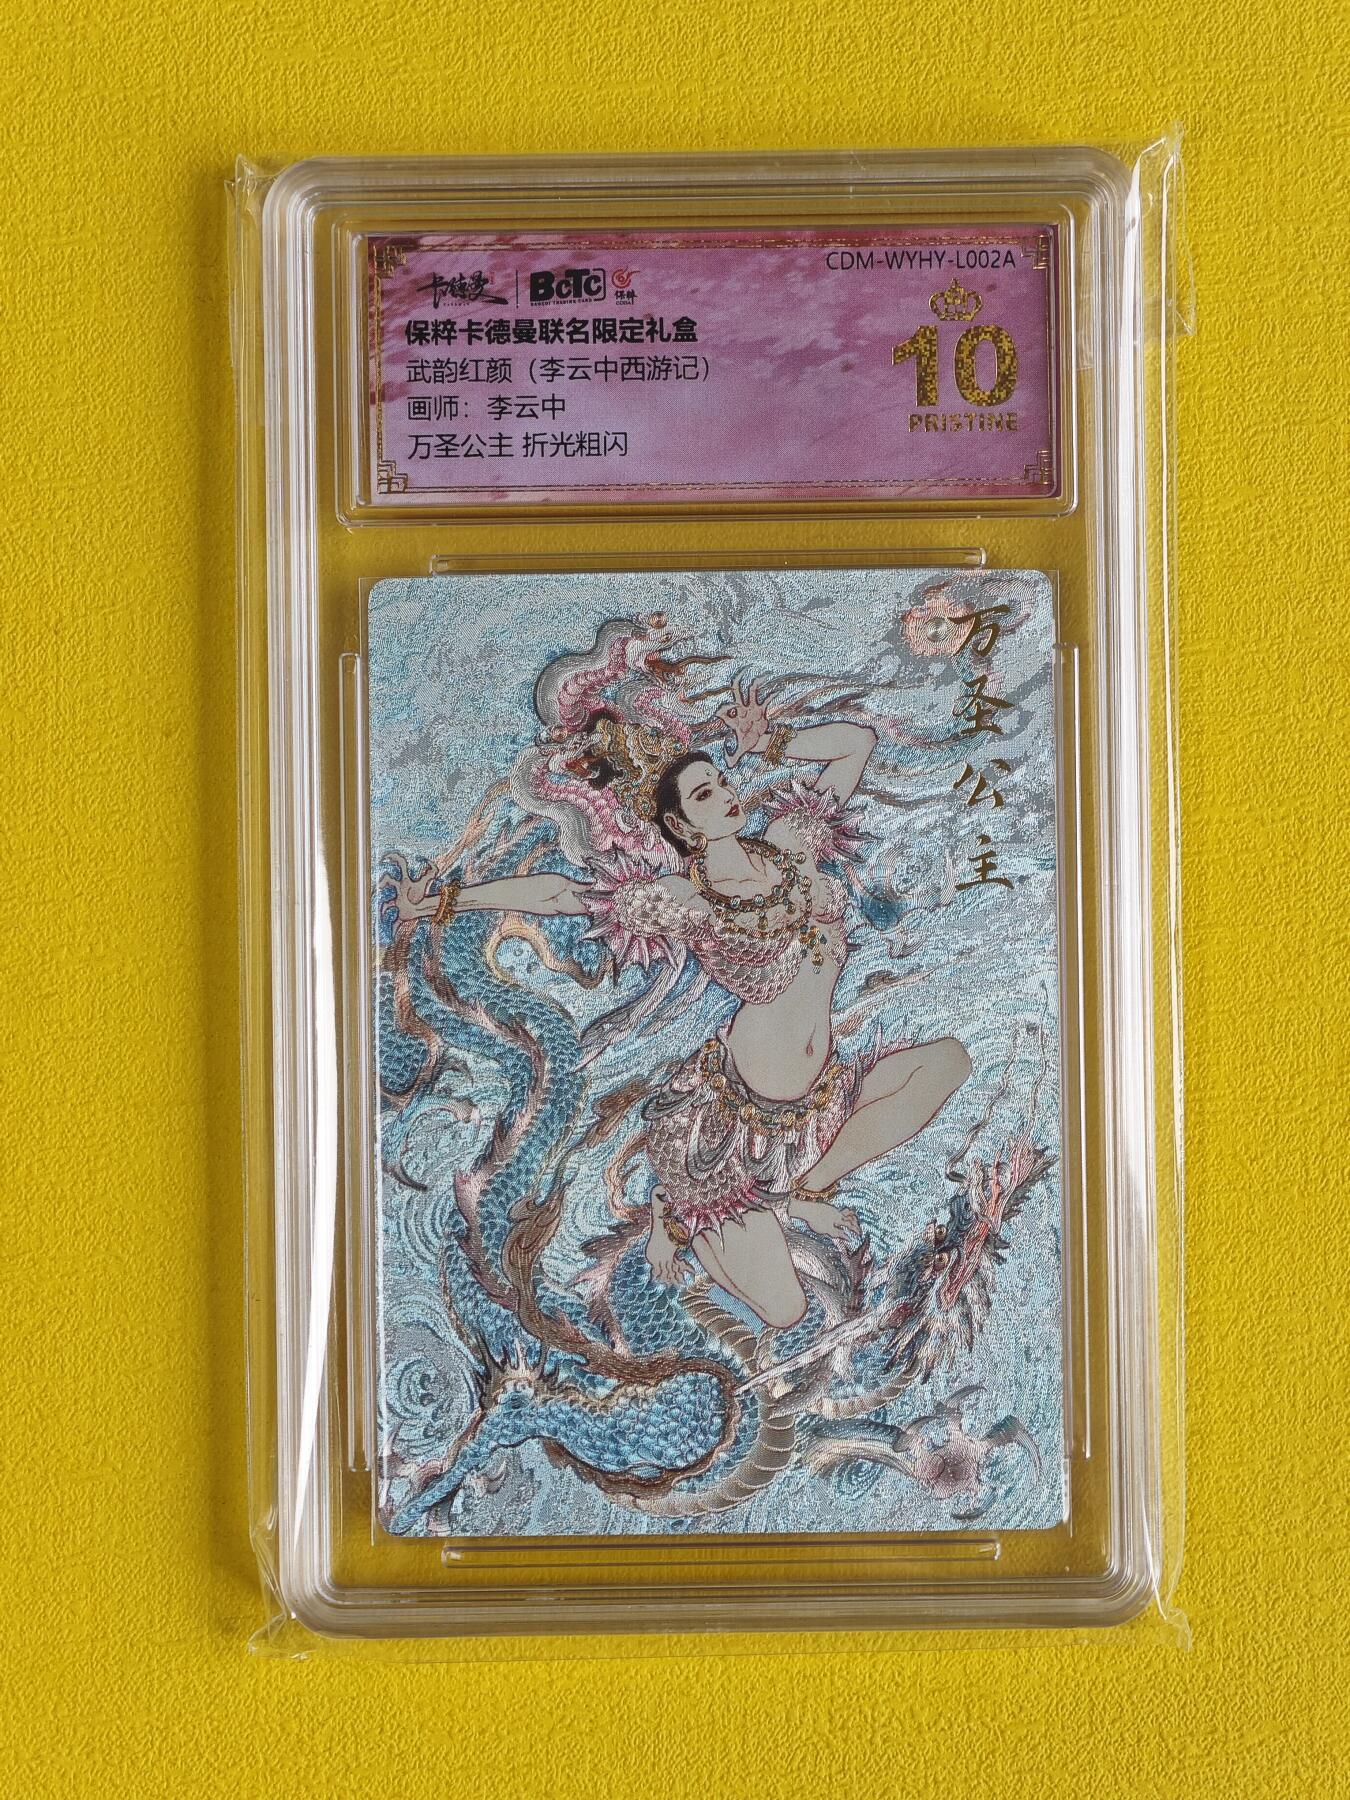 CDM-WYHY-L002A
卡德曼
BCTC
保粹
保粹卡德曼联名限定礼盒
武韵红颜（李云中西游记）
画师：李云中
万圣公主 折光粗闪
10
PRISTINE
万圣公主